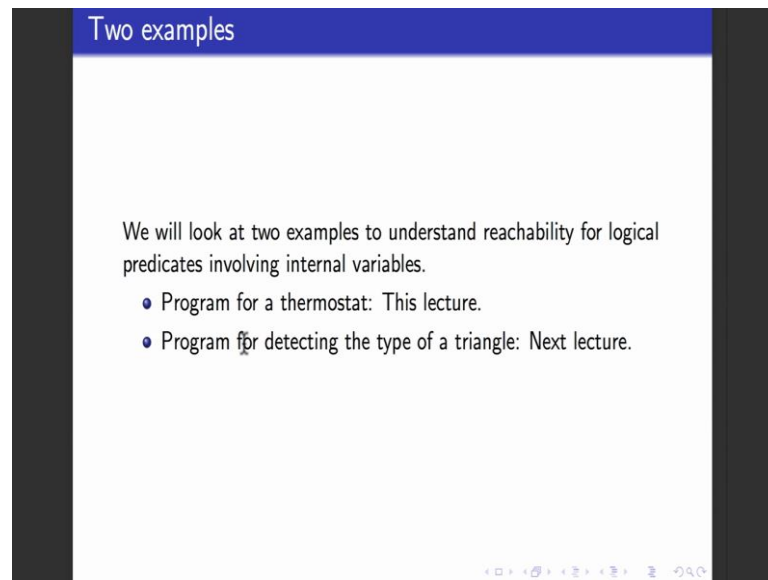 Two examples
We will look at two examples to understand reachability for logical
predicates involving internal variables.
Program for a thermostat: This lecture.
Program for detecting the type of a triangle: Next lecture.